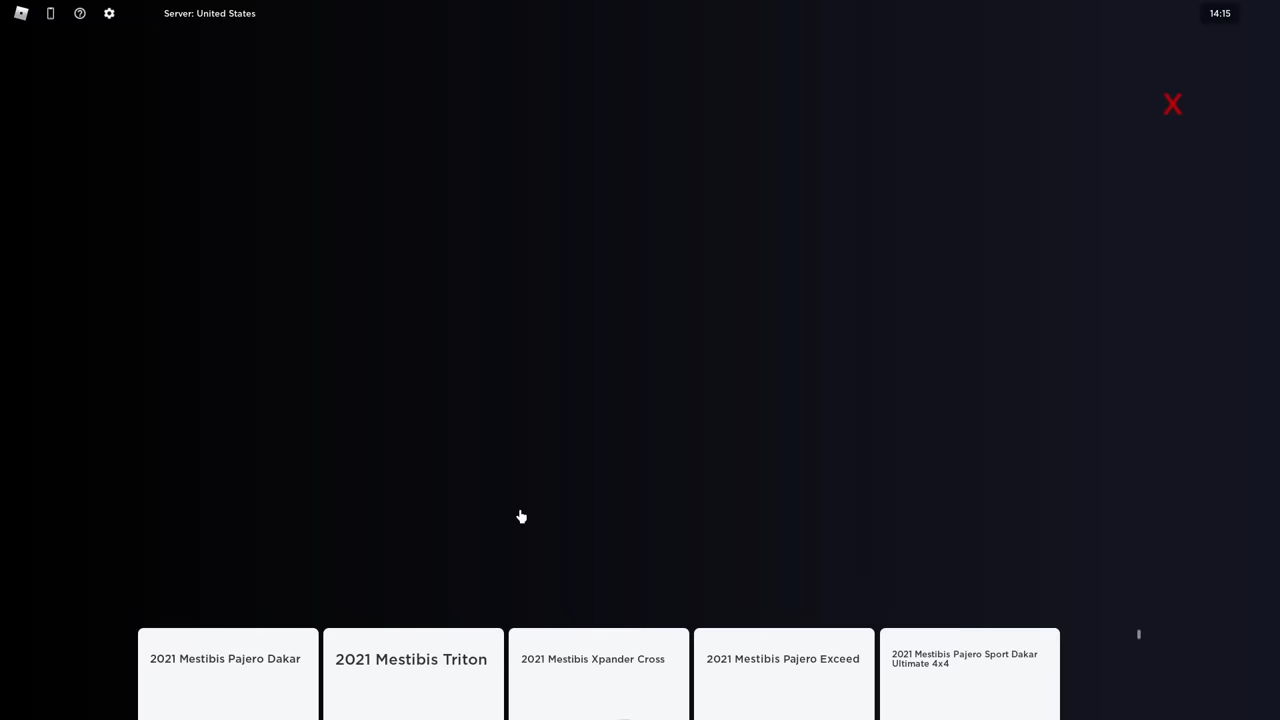 Server: United States
14:15
X
2021 Mestibis Pajero Dakar
2021 Mestibis Triton
2021 Mestibis Xpander Cross
2021 Mestibis Pajero Exceed
2021 Mestibis Pajero Sport Dakar
Ultimate 4x4